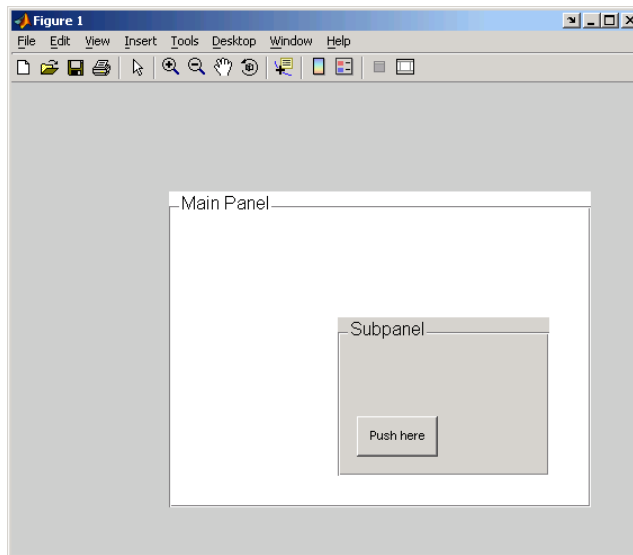 Figure 1
File Edit View Insert Tools Desktop Window Help
Main Panel
Subpanel
Push here